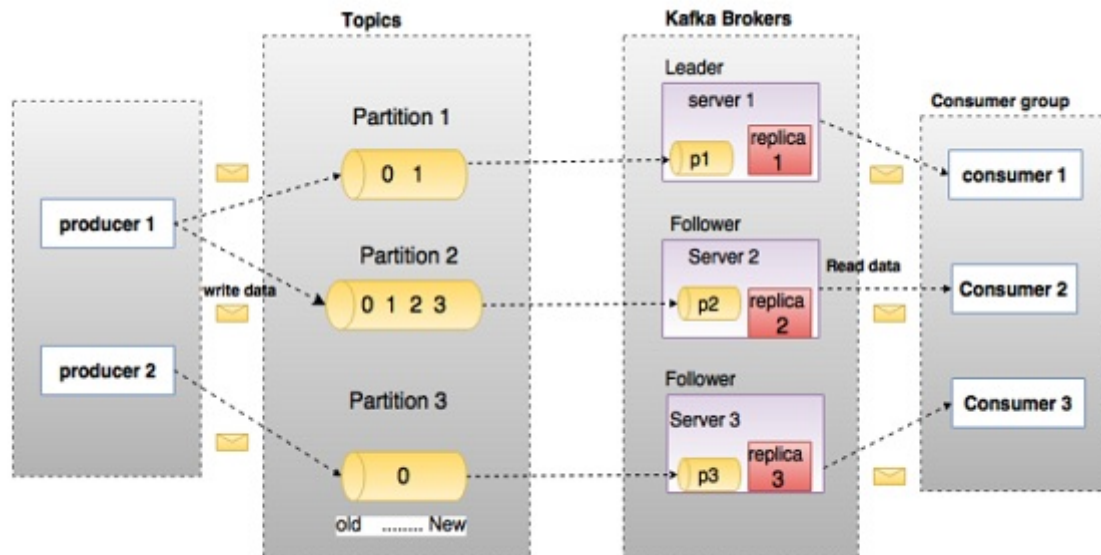 Topics
Kafka Brokers
Leader
server 1
Consumer group
Partition 1
0 1
p1
replica
1
consumer 1
producer 1
Follower
Partition 2
Server 2
Read data
write data
0 1 2 3
p2
replica
2
Consumer 2
producer 2
Follower
Partition 3
Server 3
Consumer 3
0
p3
replica
3
old ........ New